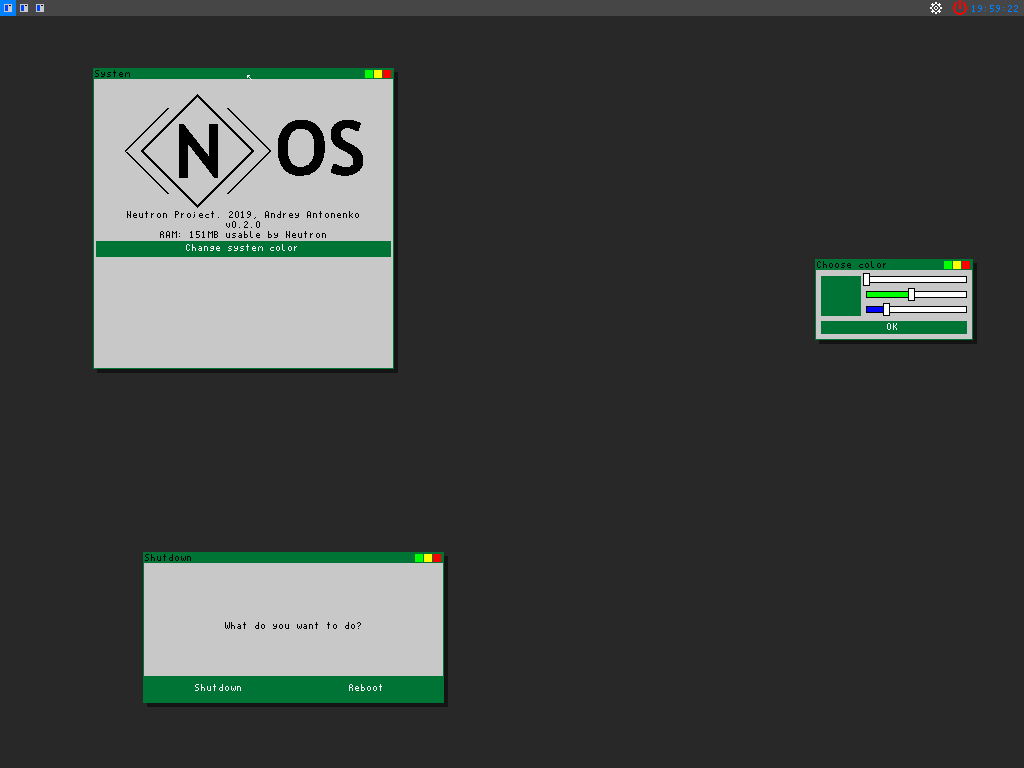 19:59:22
System
N OS
Neutron Project. 2019, Andrey Antonenko
v0.2.0
RAM: 151MB usable by Neutron
Change system color
Choose color
OK
Shutdown
What do you want to do?
Shutdown Reboot